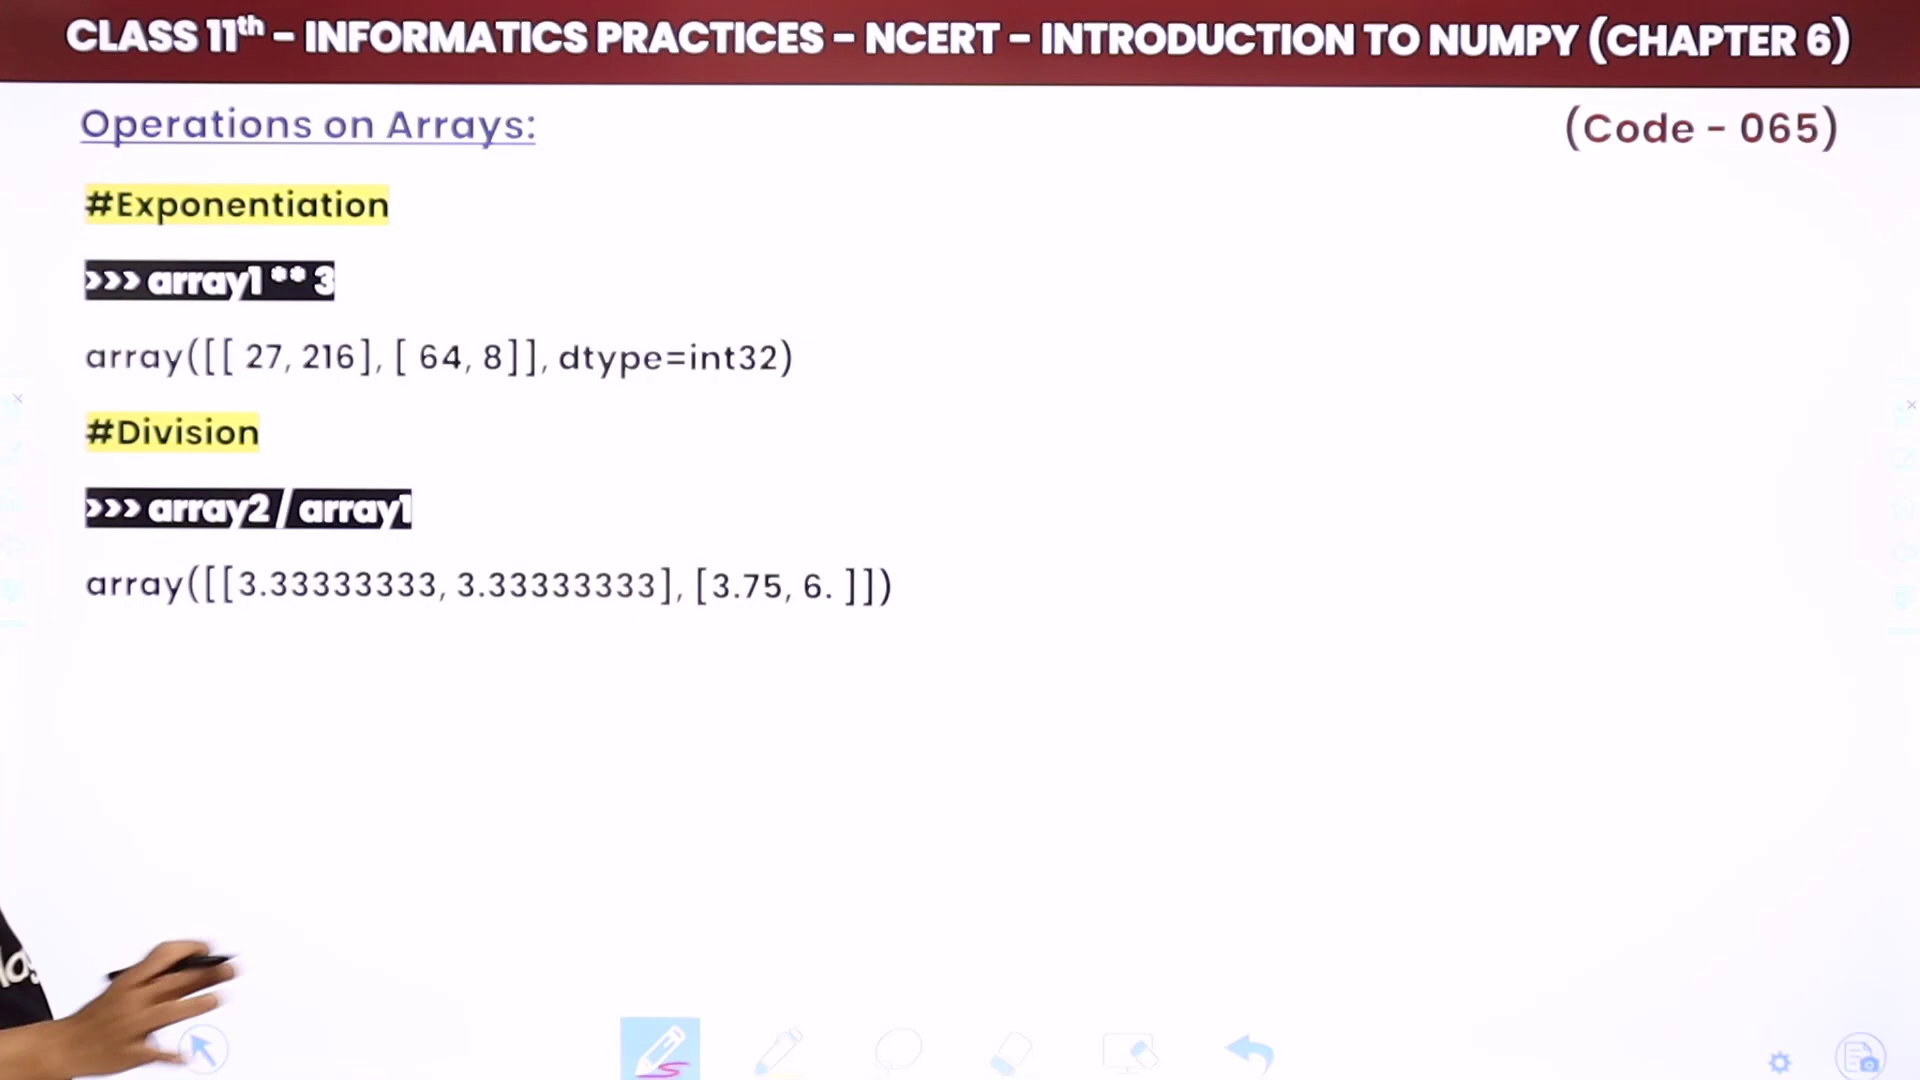 CLASS 11th - INFORMATICS PRACTICES - NCERT - INTRODUCTION TO NUMPY (CHAPTER 6)
Operations on Arrays:
(Code - 065)
#Exponentiation
>>> array1 ** 3
array([[ 27, 216], [ 64, 8]], dtype=int32)
#Division
>>> array2 / array1
array([[3.33333333, 3.33333333], [3.75, 6. ]])